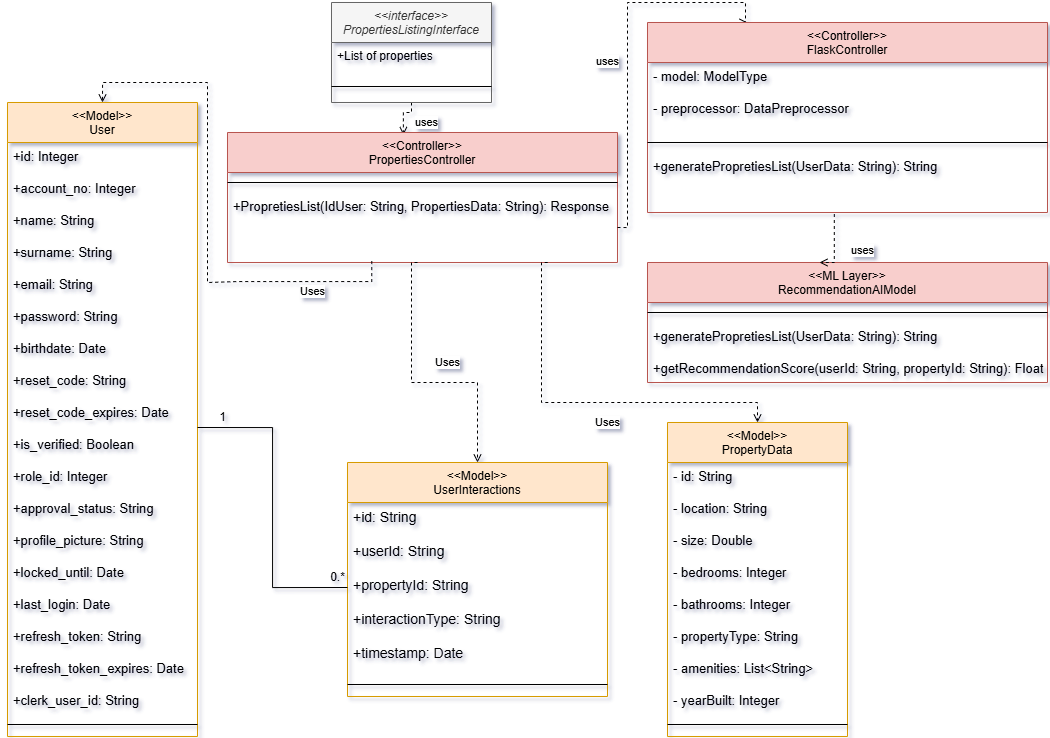 <<interface>>
PropertiesListingInterface
+List of properties
uses
<<Controller>>
PropertiesController
+PropretiesList(IdUser: String, PropertiesData: String): Response
uses
<<Controller>>
FlaskController
- model: ModelType
- preprocessor: DataPreprocessor
+generatePropretiesList(UserData: String): String
uses
<<ML Layer>>
RecommendationAIModel
+generatePropretiesList(UserData: String): String
+getRecommendationScore(userId: String, propertyId: String): Float
<<Model>>
User
+id: Integer
+account_no: Integer
+name: String
+surname: String
+email: String
+password: String
+birthdate: Date
+reset_code: String
+reset_code_expires: Date
+is_verified: Boolean
+role_id: Integer
+approval_status: String
+profile_picture: String
+locked_until: Date
+last_login: Date
+refresh_token: String
+refresh_token_expires: Date
+clerk_user_id: String
Uses
Uses
Uses
1
0.*
<<Model>>
UserInteractions
+id: String
+userId: String
+propertyId: String
+interactionType: String
+timestamp: Date
<<Model>>
PropertyData
- id: String
- location: String
- size: Double
- bedrooms: Integer
- bathrooms: Integer
- propertyType: String
- amenities: List<String>
- yearBuilt: Integer